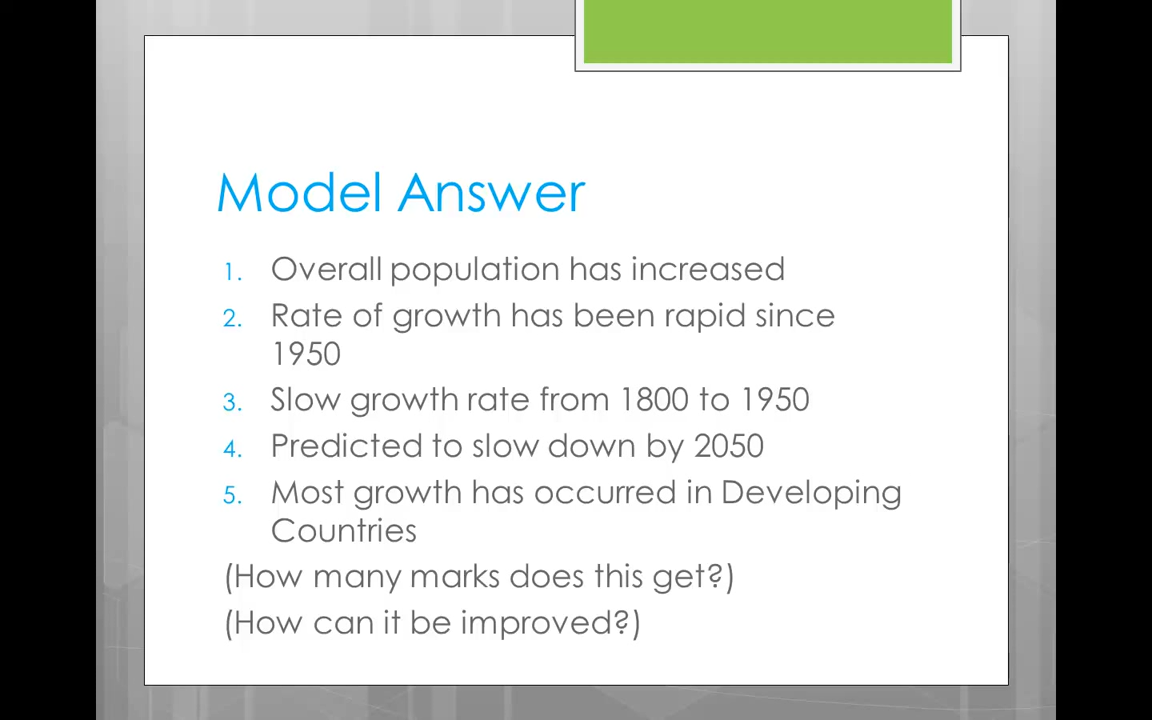 Model Answer
1. Overall population has increased
2. Rate of growth has been rapid since
1950
3. Slow growth rate from 1800 to 1950
4. Predicted to slow down by 2050
5. Most growth has occurred in Developing
Countries
(How many marks does this get?)
(How can it be improved?)